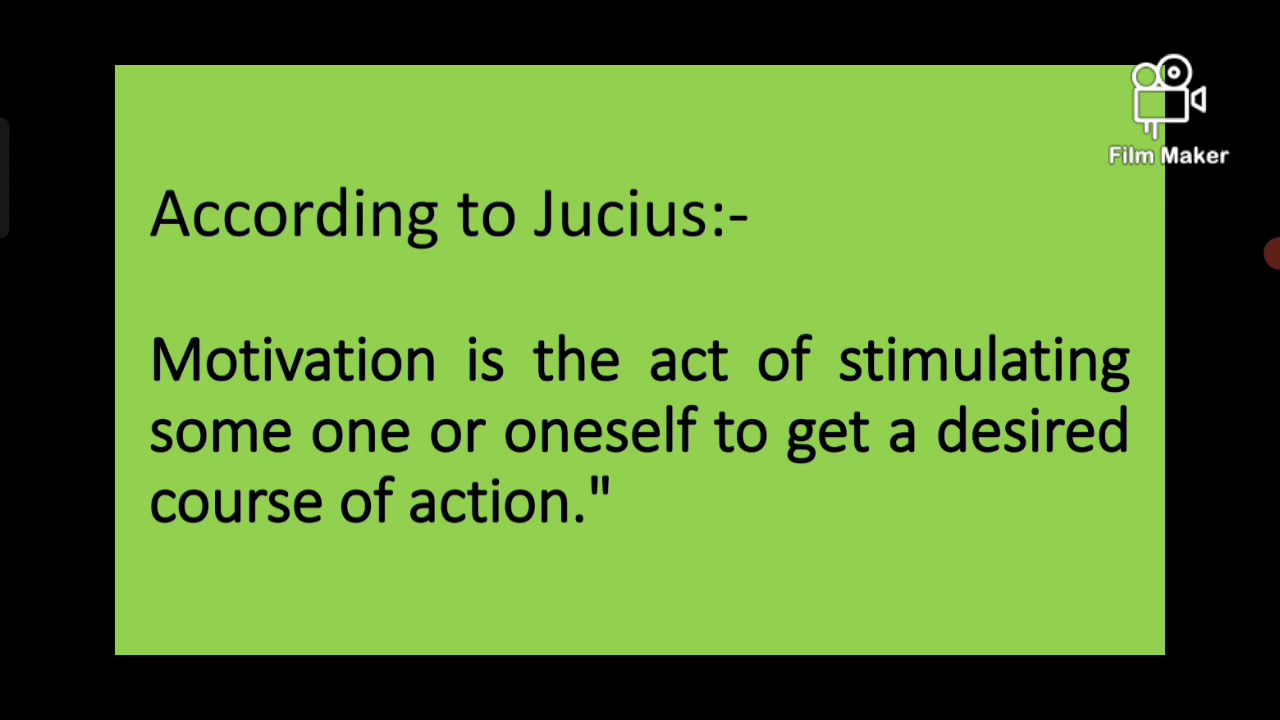 Film Maker
According to Jucius:-
Motivation is the act of stimulating
some one or oneself to get a desired
course of action."